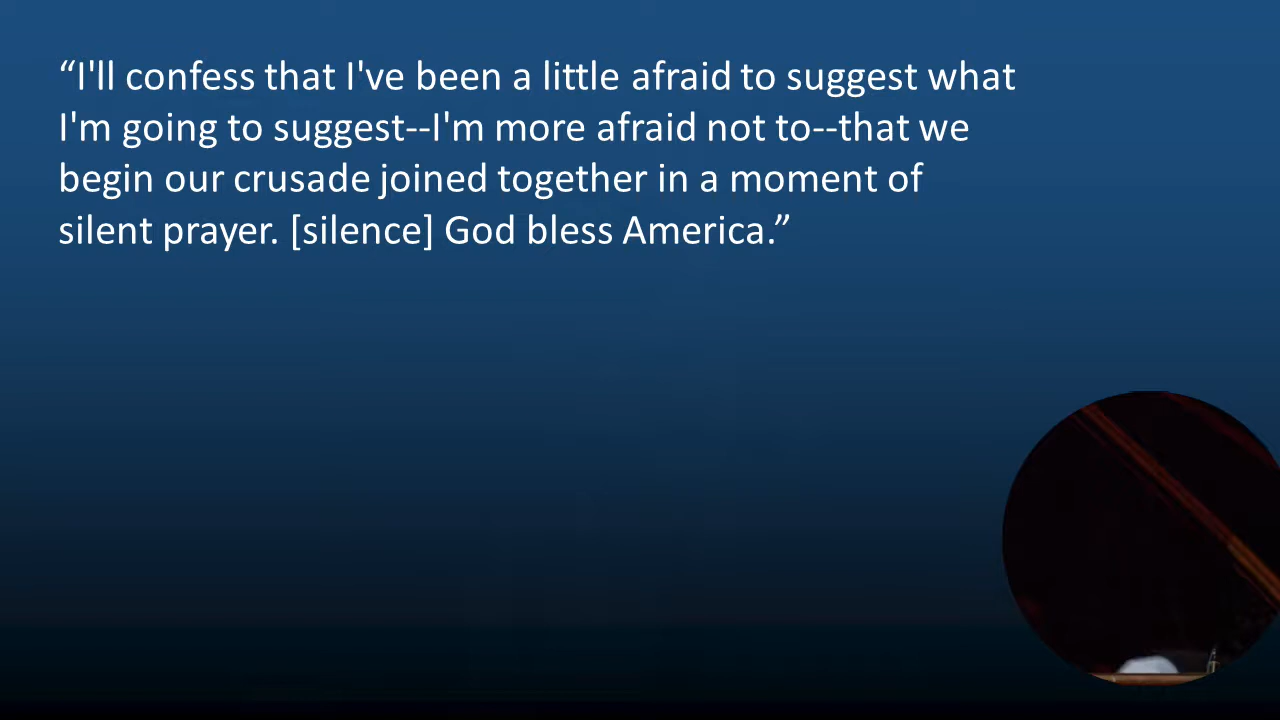 “I'll confess that I've been a little afraid to suggest what
I'm going to suggest--I'm more afraid not to--that we
begin our crusade joined together in a moment of
silent prayer. [silence] God bless America.”